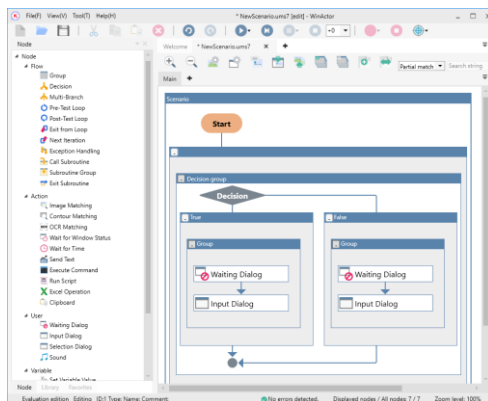 File(F) View(V) Tool(T) Help(H)
* NewScenario.ums7 [edit] - WinActor
+0
Node
Welcome
* NewScenario.ums7
Partial match
Search string
Main
Node
Flow
Group
Decision
Multi-Branch
Pre-Test Loop
Post-Test Loop
Exit from Loop
Next Iteration
Exception Handling
Call Subroutine
Subroutine Group
Exit Subroutine
Action
Image Matching
Contour Matching
OCR Matching
Wait for Window Status
Wait for Time
Send Text
Execute Command
Run Script
Excel Operation
Clipboard
User
Waiting Dialog
Input Dialog
Selection Dialog
Sound
Variable
Set Variable Value
Node Library Favorites
Scenario
Start
Decision group
Decision
True
False
Group
Group
Waiting Dialog
Waiting Dialog
Input Dialog
Input Dialog
Evaluation edition Editing ID:1 Type: Name: Comment:
No errors detected.
Displayed nodes / All nodes: 7 / 7
Zoom level: 100%